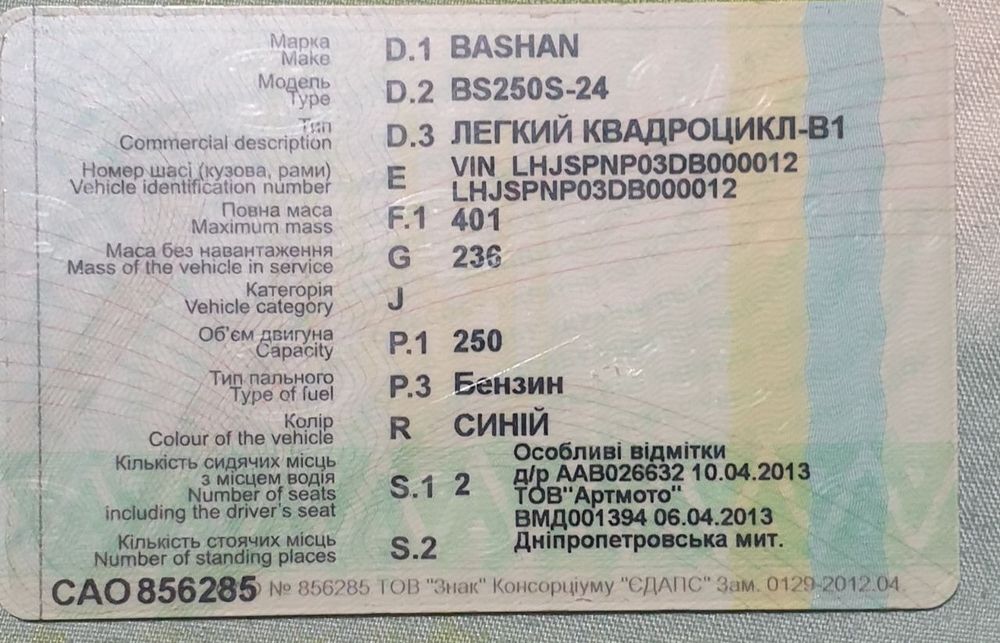 Марка D.1 BASHAN
Make
Модель D.2 BS250S-24
Type
Тип D.3 ЛЕГКИЙ КВАДРОЦИКЛ-В1
Commercial description
Номер шасі (кузова, рами) E VIN LHJSPNP03DB000012
Vehicle identification number LHJSPNP03DB000012
Повна маса F.1 401
Maximum mass
Маса без навантаження G 236
Mass of the vehicle in service
Категорія J
Vehicle category
Об'єм двигуна P.1 250
Capacity
Тип пального P.3 Бензин
Type of fuel
Колір R СИНІЙ
Colour of the vehicle
Кількість сидячих місць
з місцем водія
Number of seats
including the driver's seat
S.1 2
Особливі відмітки
д/р ААВ026632 10.04.2013
ТОВ"Артмото"
ВМД001394 06.04.2013
Дніпропетровська мит.
Кількість стоячих місць S.2
Number of standing places
САО 856285 № 856285 ТОВ "Знак" Консорціуму "ЄДАПС" Зам. 0129-2012.04